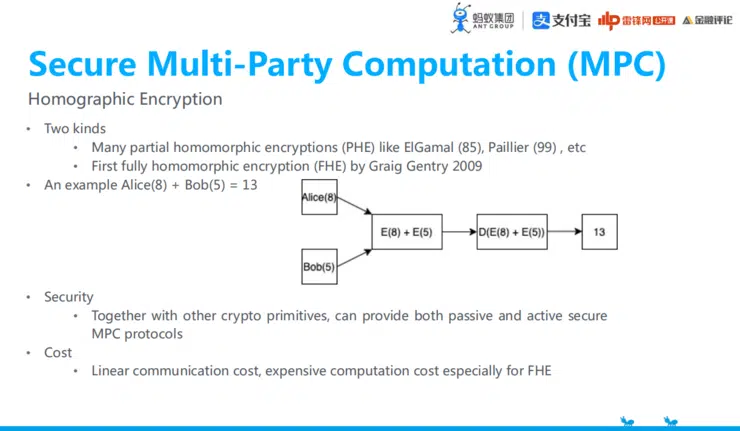 蚂蚁集团 ANT GROUP 支付宝 雷锋网 公开课 金融评论
Secure Multi-Party Computation (MPC)
Homographic Encryption
• Two kinds
• Many partial homomorphic encryptions (PHE) like ElGamal (85), Paillier (99) , etc
• First fully homomorphic encryption (FHE) by Graig Gentry 2009
• An example Alice(8) + Bob(5) = 13
Alice(8)
E(8) + E(5)
D(E(8) + E(5))
13
Bob(5)
• Security
• Together with other crypto primitives, can provide both passive and active secure
MPC protocols
• Cost
• Linear communication cost, expensive computation cost especially for FHE